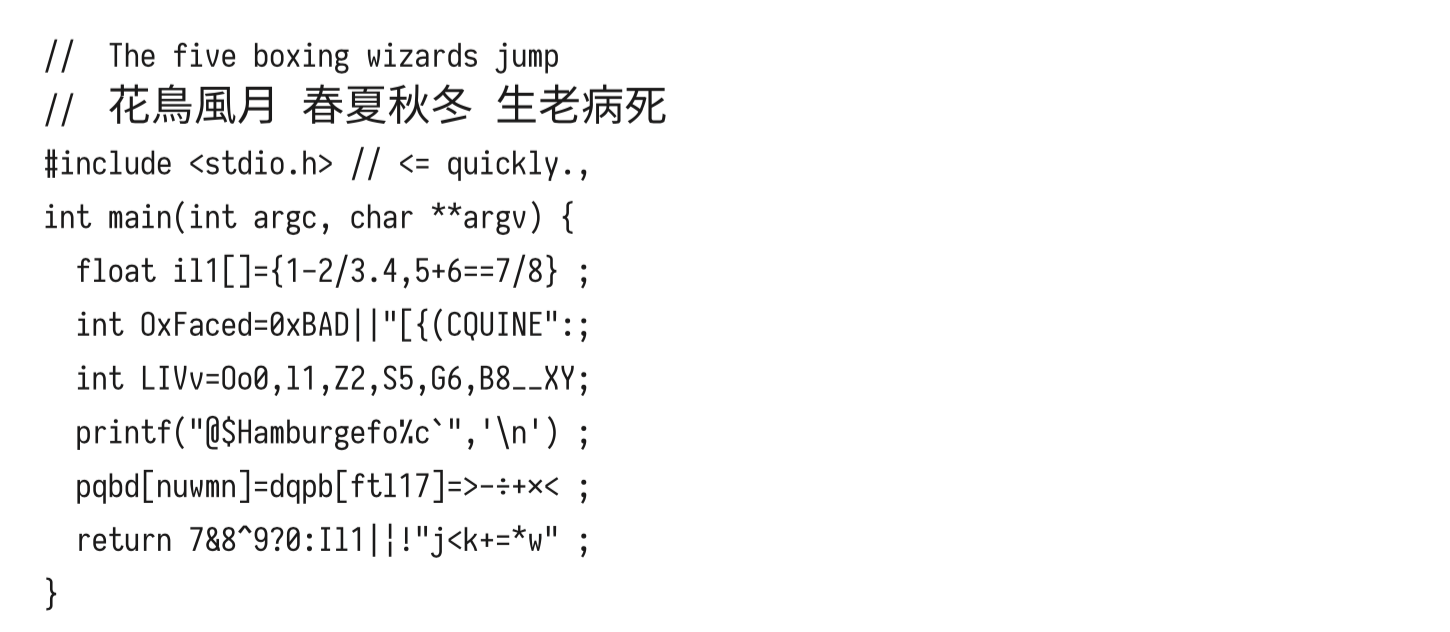 //  The five boxing wizards jump
//  花鳥風月 春夏秋冬 生老病死
#include <stdio.h> // <= quickly.,
int main(int argc, char **argv) {
  float il1[]={1-2/3.4,5+6==7/8} ;
  int OxFaced=0xBAD||"[{(CQUINE":;
  int LIVv=Oo0,l1,Z2,S5,G6,B8__XY;
  printf("@$Hamburgefo%c`",'\n') ;
  pqbd[nuwmn]=dqpb[ftl17]=>-÷+×< ;
  return 7&8^9?0:Il1|¦!"j<k+=*w" ;
}